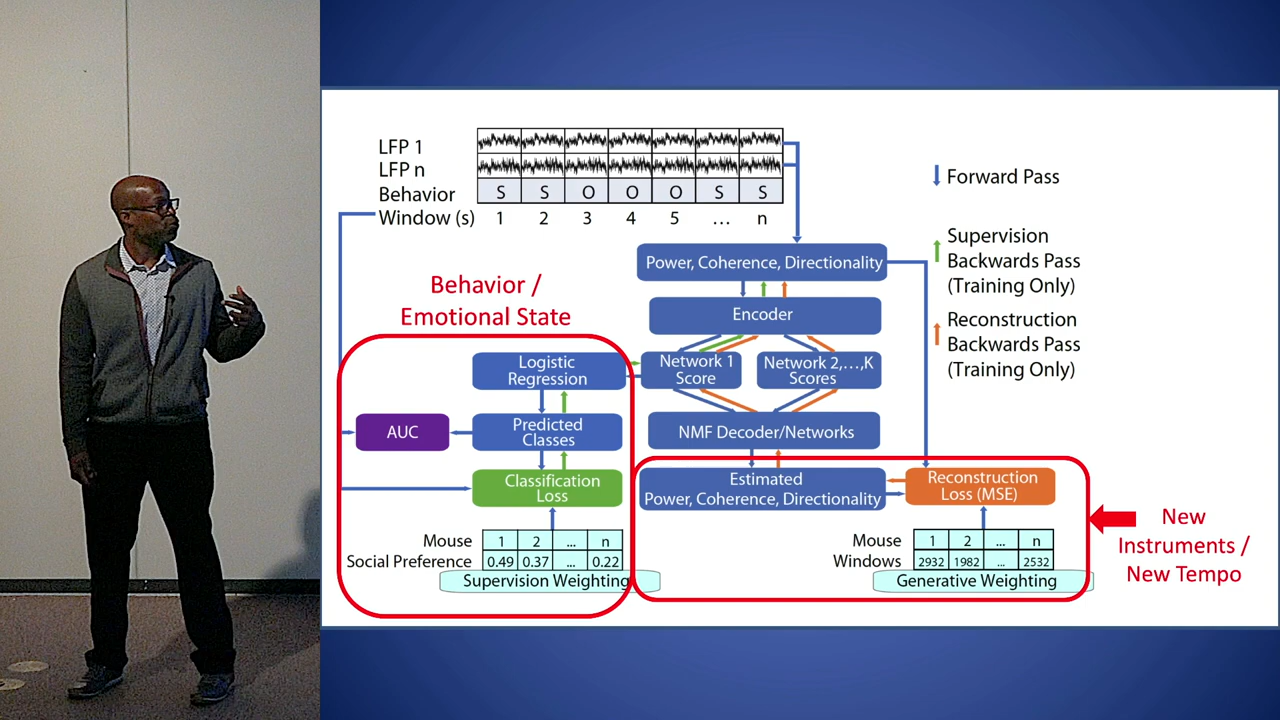 LFP 1
LFP n
Behavior S S O O O S S
Window (s) 1 2 3 4 5 ... n
Forward Pass
Supervision
Backwards Pass
(Training Only)
Reconstruction
Backwards Pass
(Training Only)
Power, Coherence, Directionality
Encoder
Behavior /
Emotional State
Logistic
Regression
Network 1
Score
Network 2,...,K
Scores
AUC
Predicted
Classes
NMF Decoder/Networks
Classification
Loss
Estimated
Power, Coherence, Directionality
Reconstruction
Loss (MSE)
Mouse 1 2 ... n
Social Preference 0.49 0.37 ... 0.22
Supervision Weighting
Mouse 1 2 ... n
Windows 2932 1982 ... 2532
Generative Weighting
New
Instruments /
New Tempo